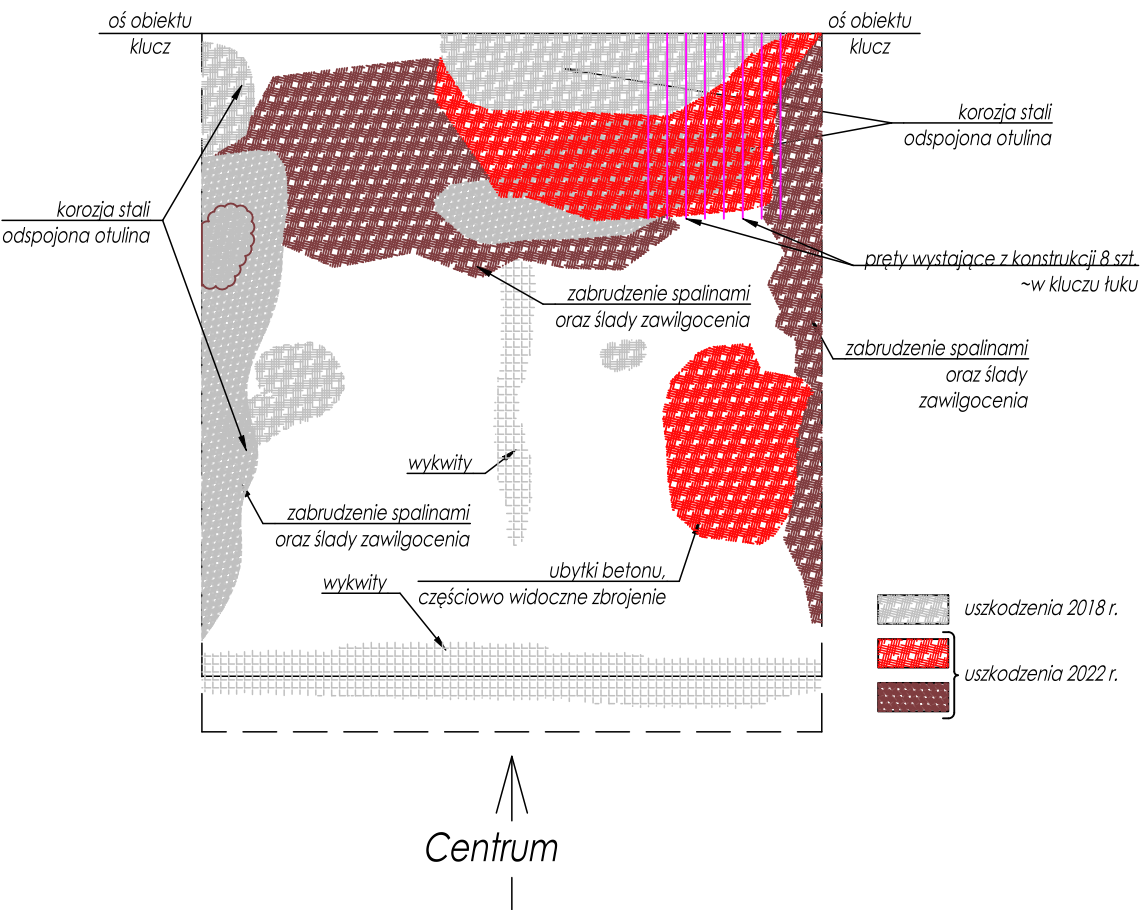 oś obiektu
klucz
oś obiektu
klucz
korozja stali
odspojona otulina
korozja stali
odspojona otulina
pręty wystające z konstrukcji 8 szt.
~w kluczu łuku
zabrudzenie spalinami
oraz ślady zawilgocenia
zabrudzenie spalinami
oraz ślady
zawilgocenia
wykwity
zabrudzenie spalinami
oraz ślady zawilgocenia
ubytki betonu,
częściowo widoczne zbrojenie
wykwity
uszkodzenia 2018 r.
uszkodzenia 2022 r.
Centrum